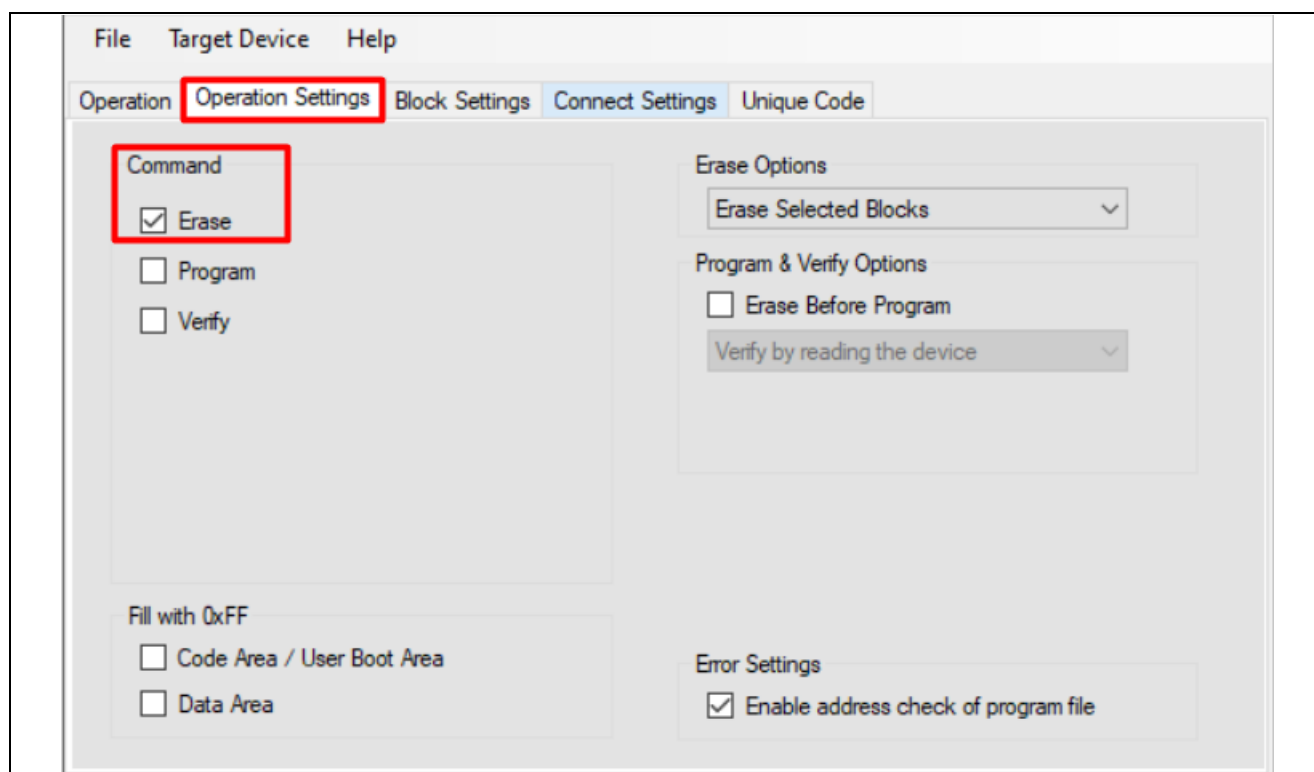 File Target Device Help
Operation Operation Settings Block Settings Connect Settings Unique Code
Command
Erase
Program
Verify
Erase Options
Erase Selected Blocks
Program & Verify Options
Erase Before Program
Verify by reading the device
Fill with 0xFF
Code Area / User Boot Area
Data Area
Error Settings
Enable address check of program file